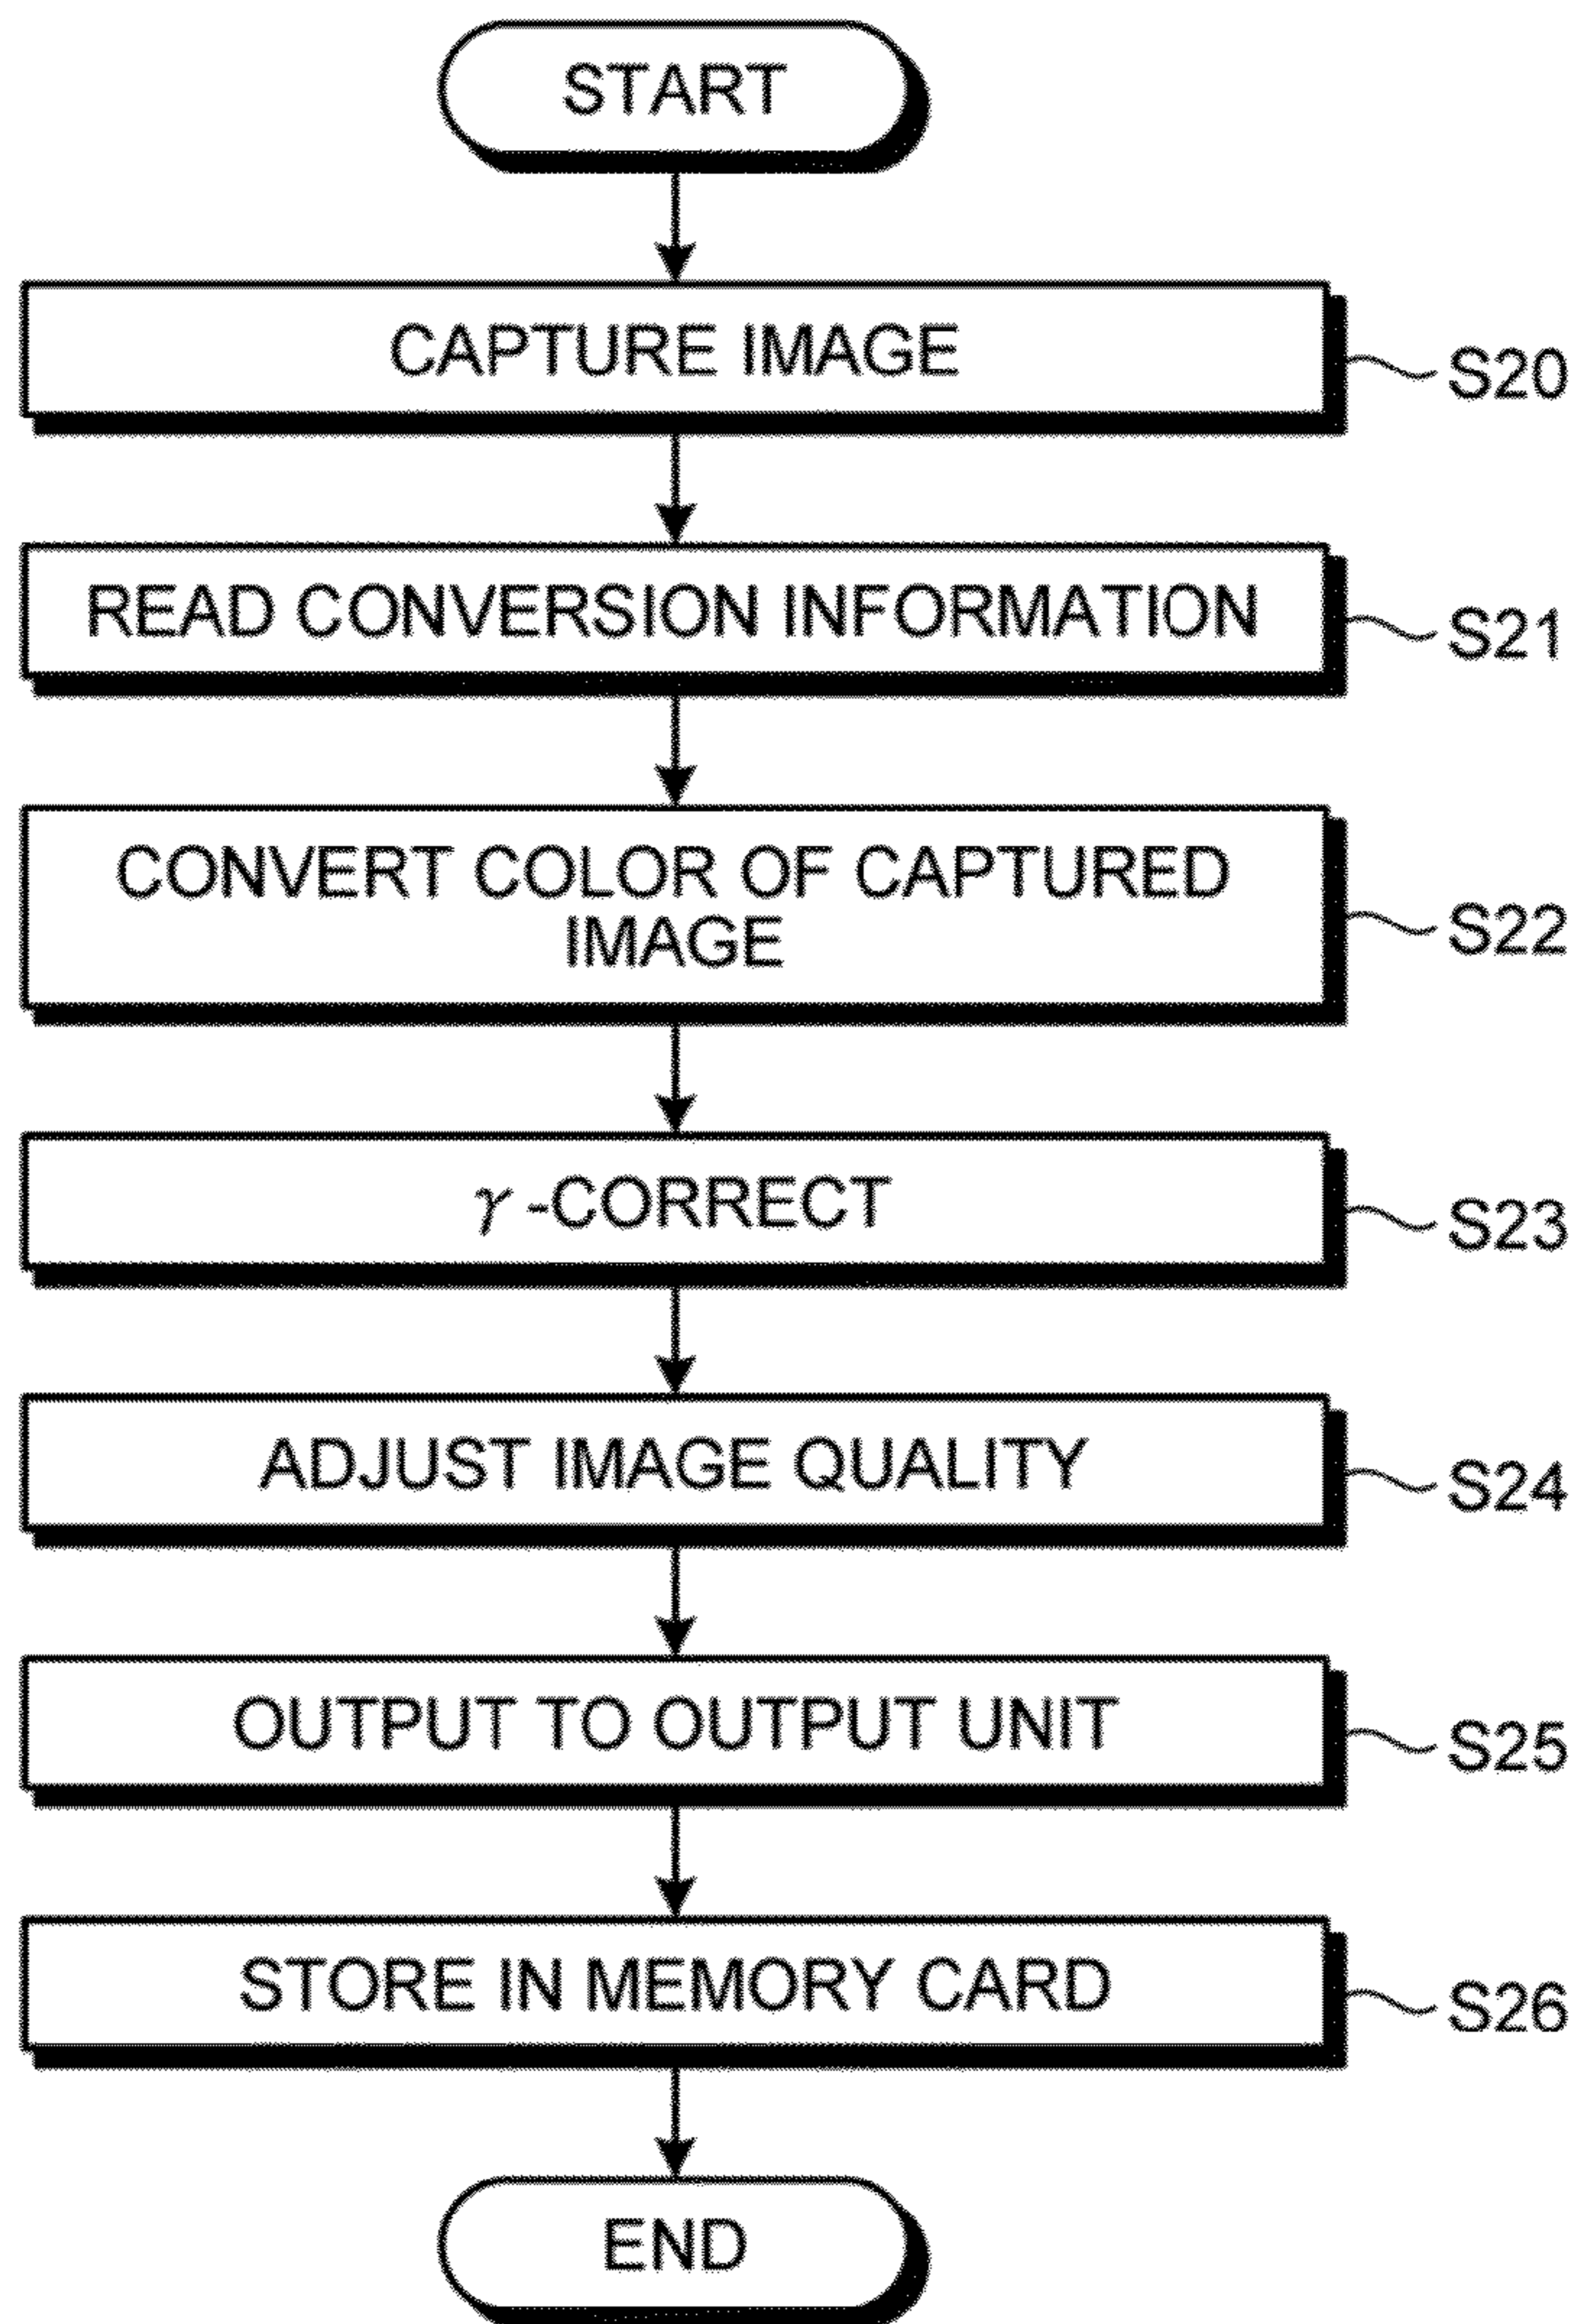 START
CAPTURE IMAGE
S20
READ CONVERSION INFORMATION
S21
CONVERT COLOR OF CAPTURED
IMAGE
S22
γ-CORRECT
S23
ADJUST IMAGE QUALITY
S24
OUTPUT TO OUTPUT UNIT
S25
STORE IN MEMORY CARD
S26
END